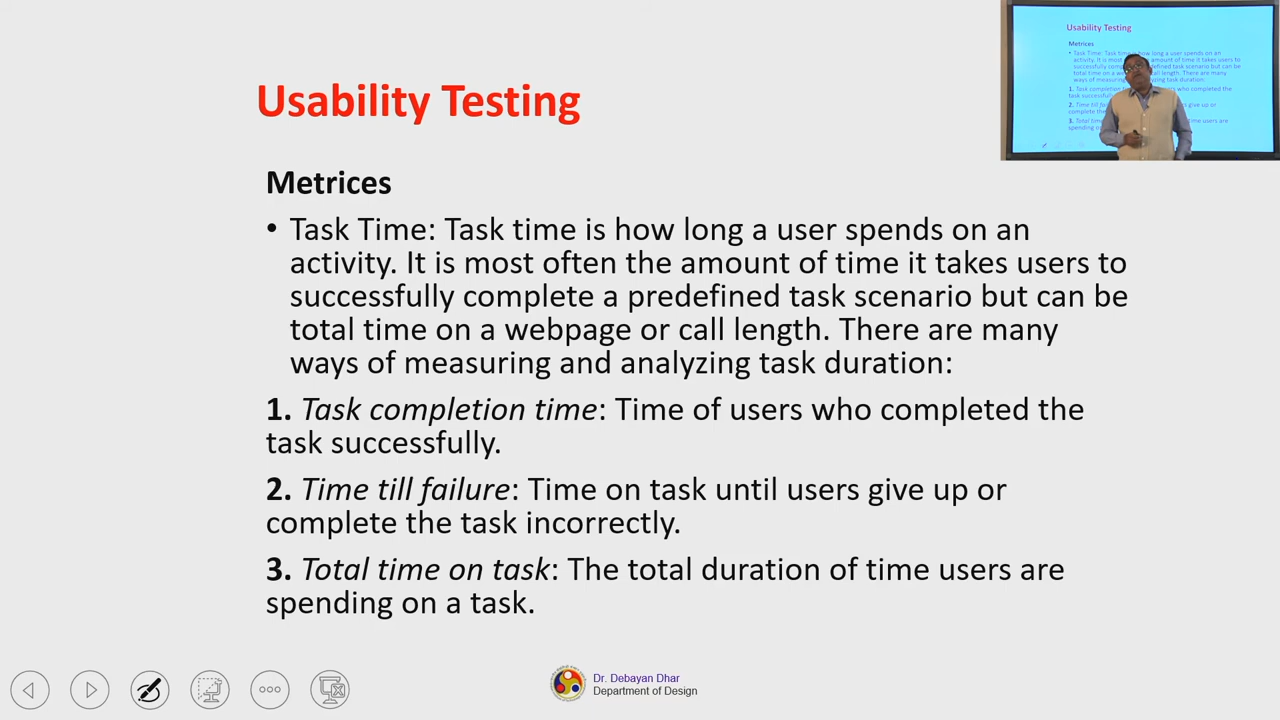 Usability Testing
Metrices
• Task Time: Task time is how long a user spends on an
activity. It is most often the amount of time it takes users to
successfully complete a predefined task scenario but can be
total time on a webpage or call length. There are many
ways of measuring and analyzing task duration:
1. Task completion time: Time of users who completed the
task successfully.
2. Time till failure: Time on task until users give up or
complete the task incorrectly.
3. Total time on task: The total duration of time users are
spending on a task.
Dr. Debayan Dhar
Department of Design
Usability Testing
Metrices